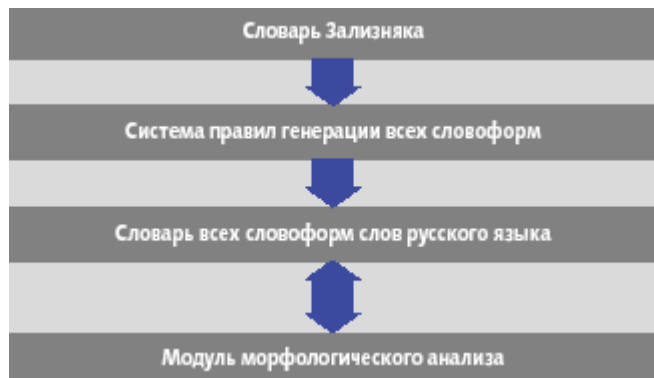 Словарь Зализняка
Система правил генерации всех словоформ
Словарь всех словоформ слов русского языка
Модуль морфологического анализа